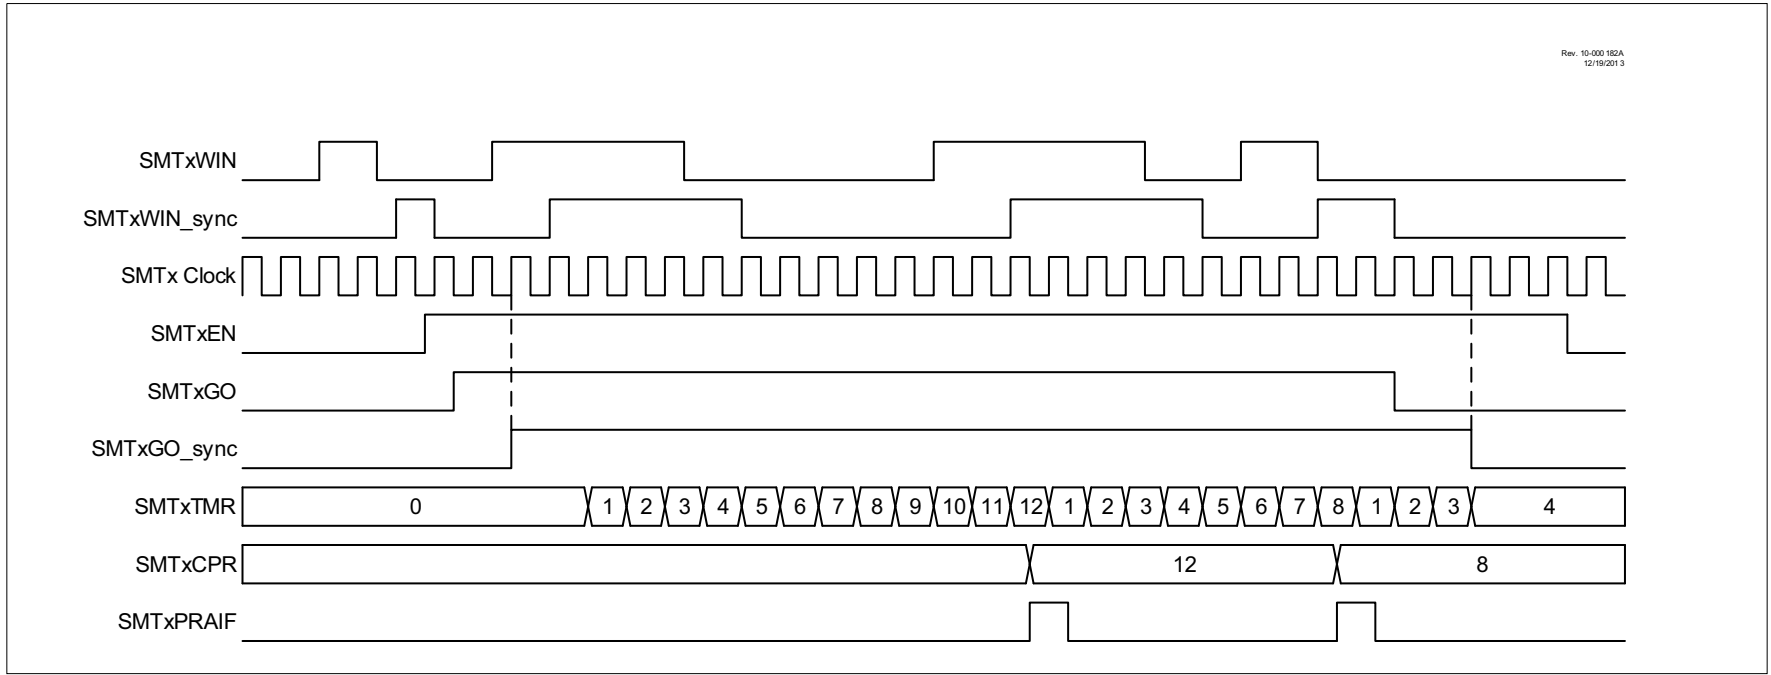 Rev. 10-000 182A
12/19/201 3
SMTxWIN
SMTxWIN_sync
SMTx Clock
SMTxEN
SMTxGO
SMTxGO_sync
SMTxTMR 0 1 2 3 4 5 6 7 8 9 10 11 12 1 2 3 4 5 6 7 8 1 2 3 4
SMTxCPR 12 8
SMTxPRAIF